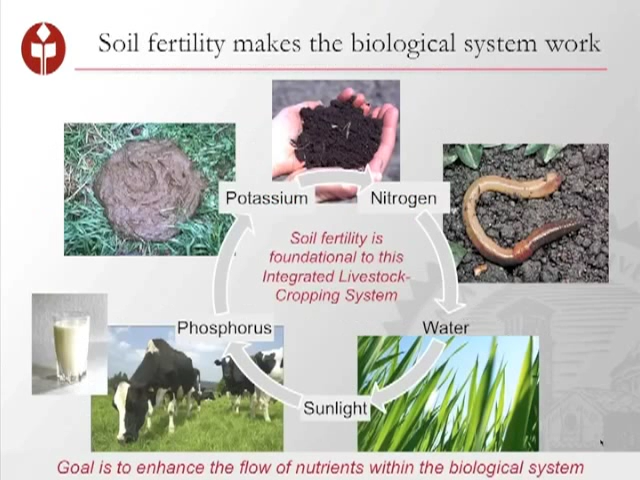 Soil fertility makes the biological system work
Potassium
Nitrogen
Soil fertility is
foundational to this
Integrated Livestock-
Cropping System
Phosphorus
Water
Sunlight
Goal is to enhance the flow of nutrients within the biological system